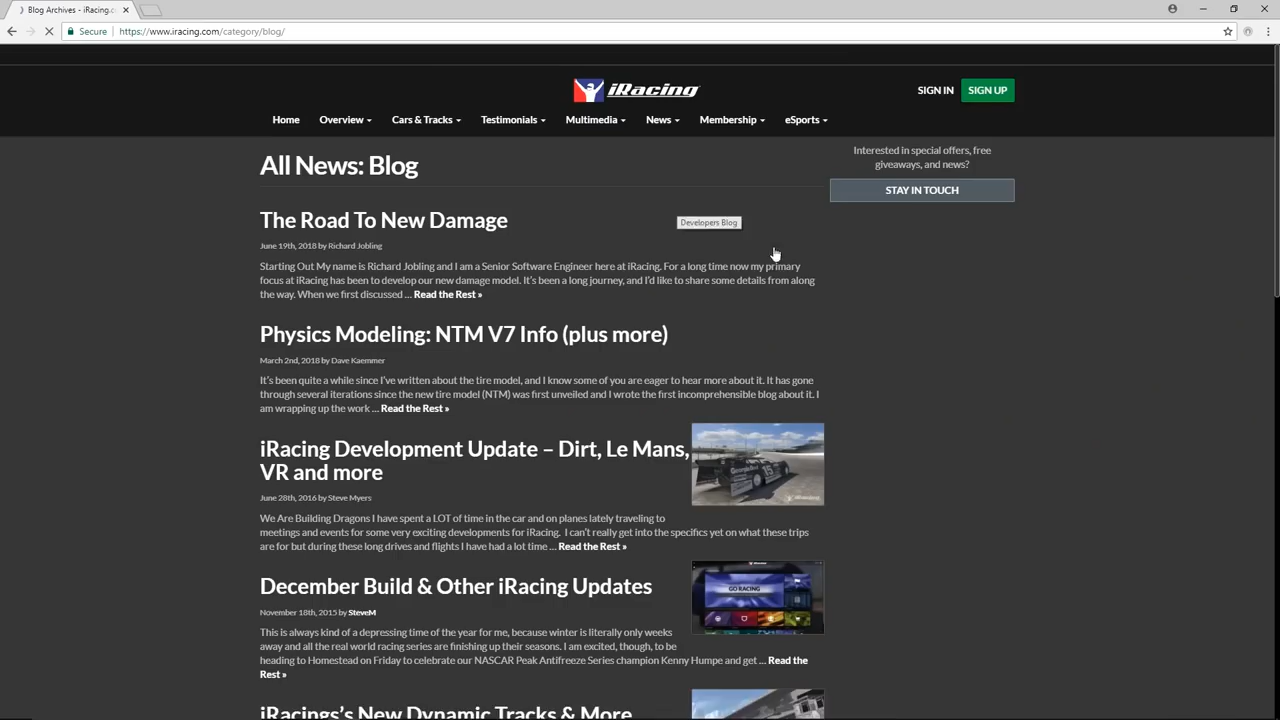 Blog Archives - iRacing.c
Secure https://www.iracing.com/category/blog/
iRacing
SIGN IN SIGN UP
Home Overview Cars & Tracks Testimonials Multimedia News Membership eSports
All News: Blog
Interested in special offers, free
giveaways, and news?
STAY IN TOUCH
The Road To New Damage
Developers Blog
June 19th, 2018 by Richard Jobling
Starting Out My name is Richard Jobling and I am a Senior Software Engineer here at iRacing. For a long time now my primary
focus at iRacing has been to develop our new damage model. It's been a long journey, and I'd like to share some details from along
the way. When we first discussed ... Read the Rest »
Physics Modeling: NTM V7 Info (plus more)
March 2nd, 2018 by Dave Kaemmer
It's been quite a while since I've written about the tire model, and I know some of you are eager to hear more about it. It has gone
through several iterations since the new tire model (NTM) was first unveiled and I wrote the first incomprehensible blog about it. I
am wrapping up the work ... Read the Rest »
iRacing Development Update – Dirt, Le Mans,
VR and more
June 28th, 2016 by Steve Myers
We Are Building Dragons I have spent a LOT of time in the car and on planes lately traveling to
meetings and events for some very exciting developments for iRacing. I can't really get into the specifics yet on what these trips
are for but during these long drives and flights I have had a lot time ... Read the Rest »
December Build & Other iRacing Updates
GO RACING
November 18th, 2015 by SteveM
This is always kind of a depressing time of the year for me, because winter is literally only weeks
away and all the real world racing series are finishing up their seasons. I am excited, though, to be
heading to Homestead on Friday to celebrate our NASCAR Peak Antifreeze Series champion Kenny Humpe and get ... Read the
Rest »
iRacings's New Dynamic Tracks & More